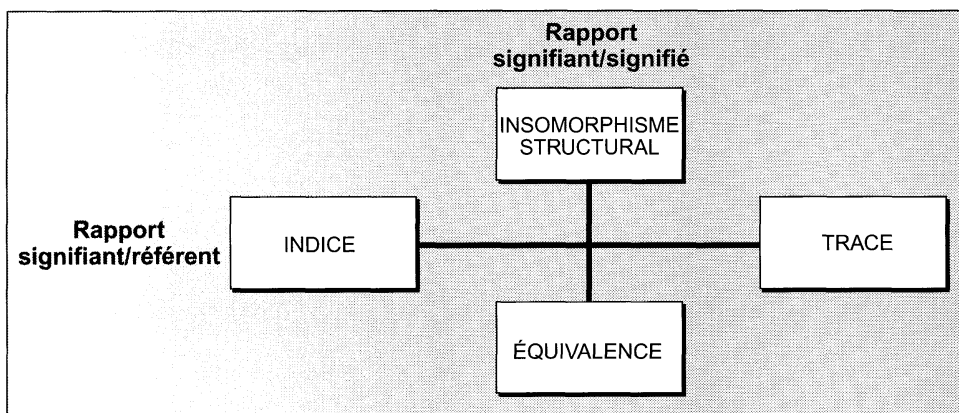 Rapport
signifiant/signifié
INSOMORPHISME
STRUCTURAL
Rapport
signifiant/référent
INDICE
TRACE
ÉQUIVALENCE